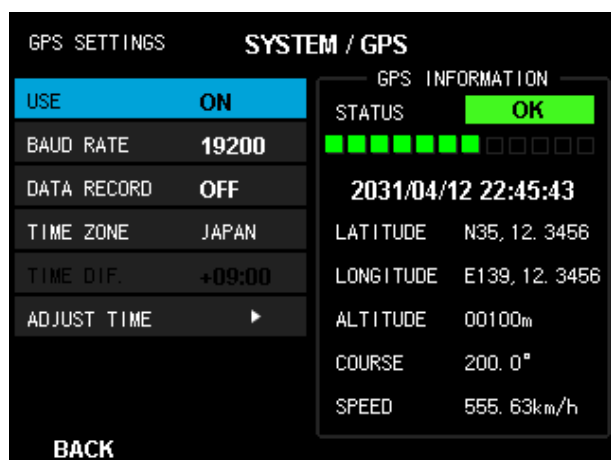 GPS SETTINGS
SYSTEM / GPS
USE ON
BAUD RATE 19200
DATA RECORD OFF
TIME ZONE JAPAN
TIME DIF. +09:00
ADJUST TIME ▶
BACK
GPS INFORMATION
STATUS OK
2031/04/12 22:45:43
LATITUDE N35, 12. 3456
LONGITUDE E139, 12. 3456
ALTITUDE 00100m
COURSE 200. 0°
SPEED 555. 63km/h